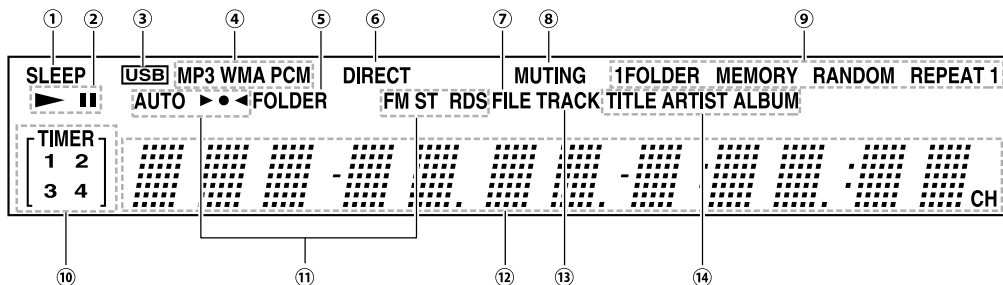 ① ② ③ ④ ⑤ ⑥ ⑦ ⑧ ⑨
SLEEP USB MP3 WMA PCM DIRECT MUTING 1FOLDER MEMORY RANDOM REPEAT 1
AUTO ►●◄ FOLDER FM ST RDS FILE TRACK TITLE ARTIST ALBUM
TIMER
1 2
3 4
CH
⑩ ⑪ ⑫ ⑬ ⑭